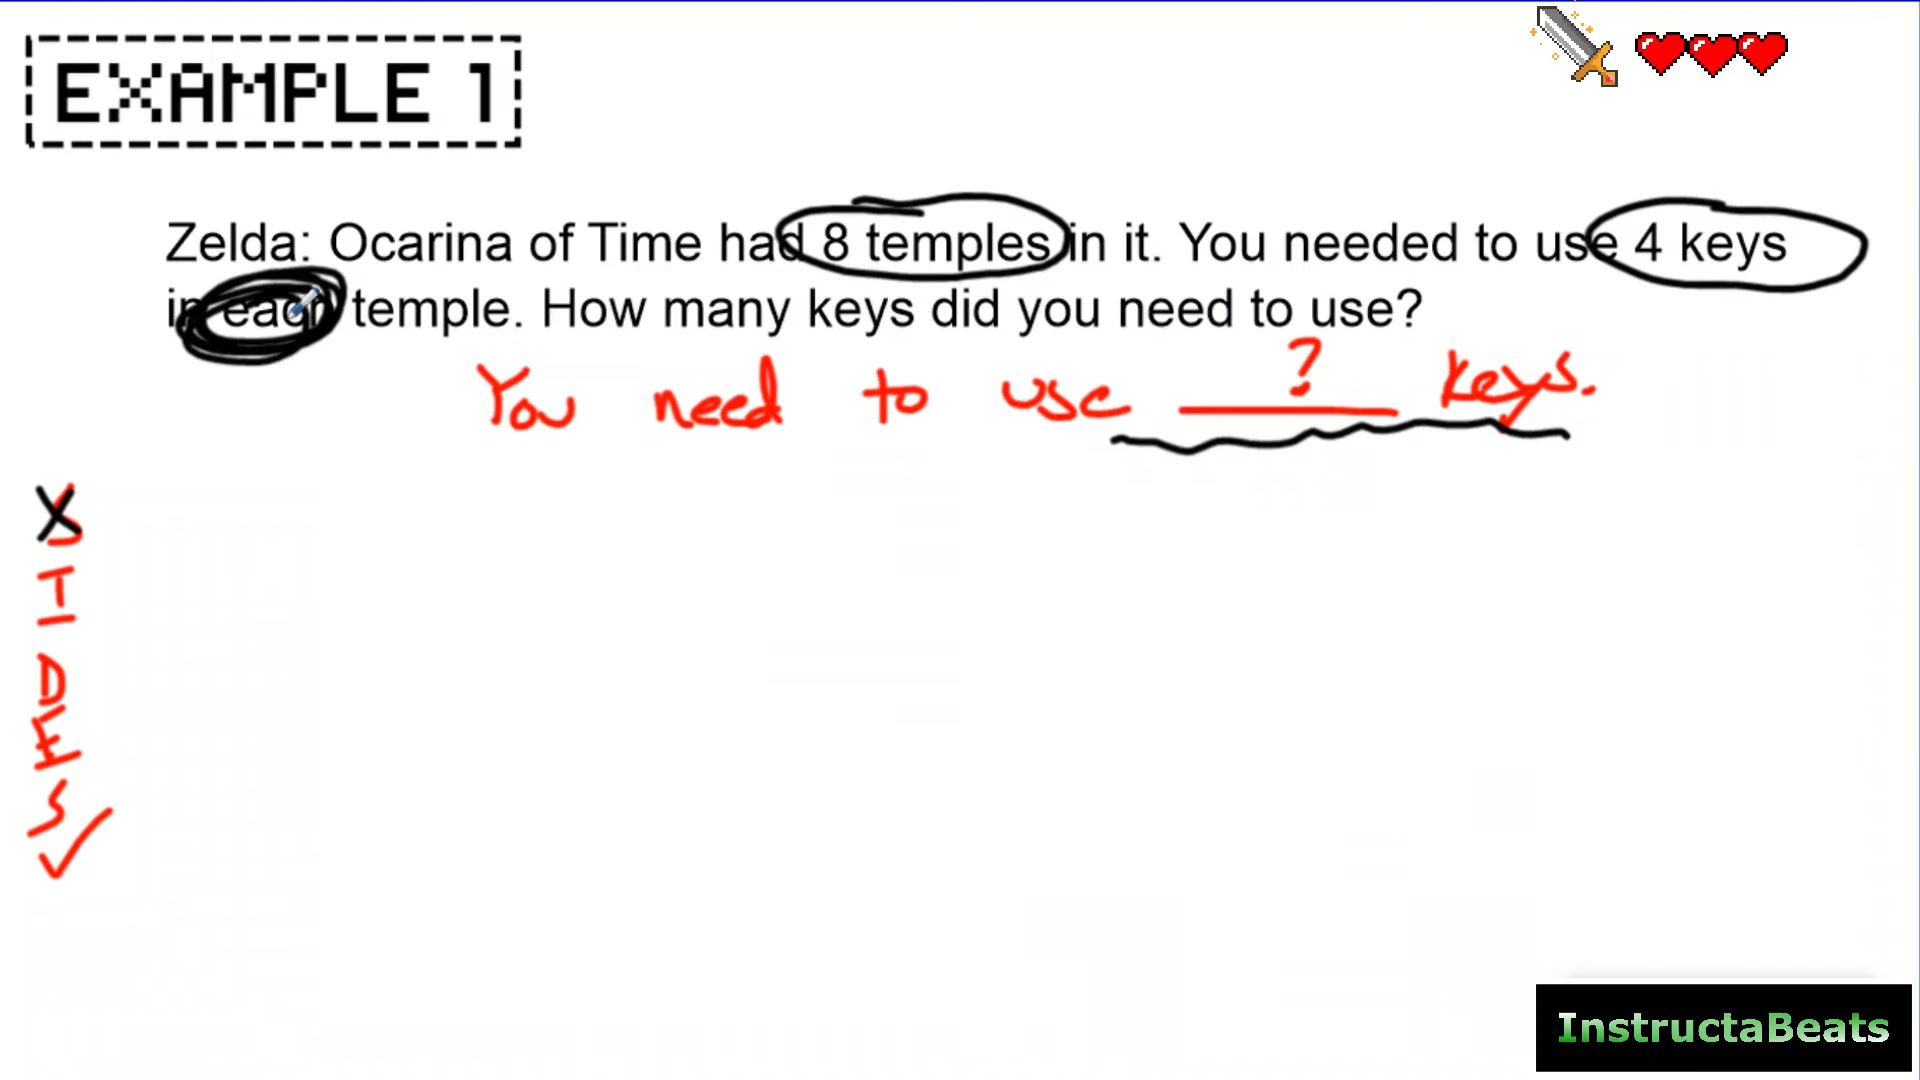 EXAMPLE 1
Zelda: Ocarina of Time had 8 temples in it. You needed to use 4 keys
in each temple. How many keys did you need to use?
You need to use ? keys.
T
D
E
S
InstructaBeats